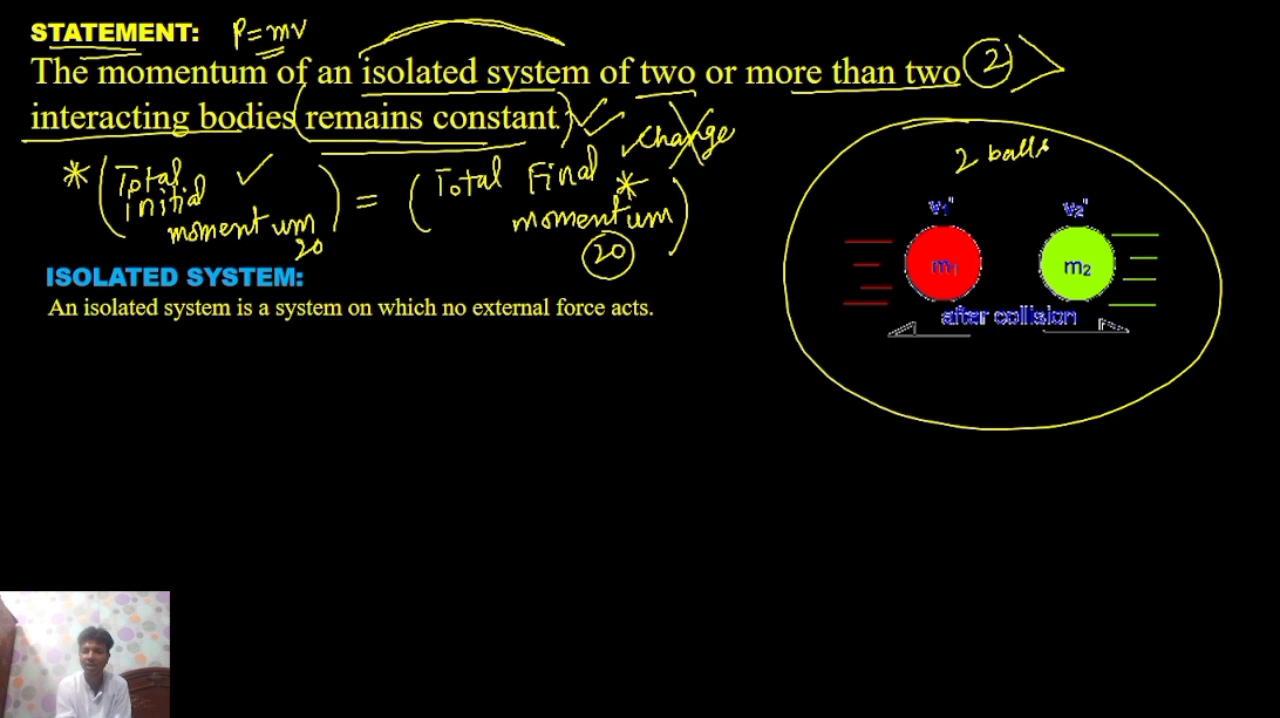 STATEMENT: P=mv
The momentum of an isolated system of two or more than two 2
interacting bodies remains constant.
Change
* (Total initial momentum 20) = (Total Final * momentum 20)
ISOLATED SYSTEM:
An isolated system is a system on which no external force acts.
2 balls
v₁' v₂'
m₁ m₂
after collision